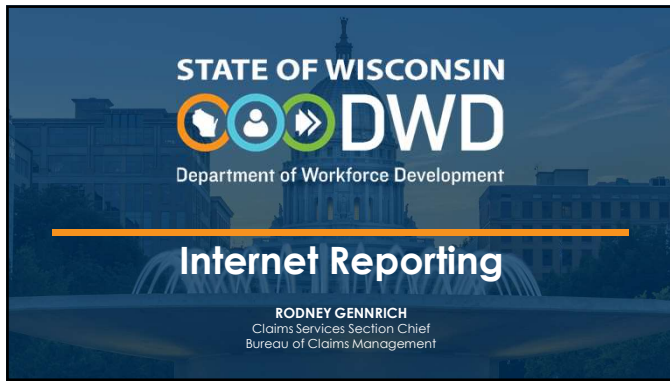 STATE OF WISCONSIN
DWD
Department of Workforce Development
Internet Reporting
RODNEY GENNRICH
Claims Services Section Chief
Bureau of Claims Management